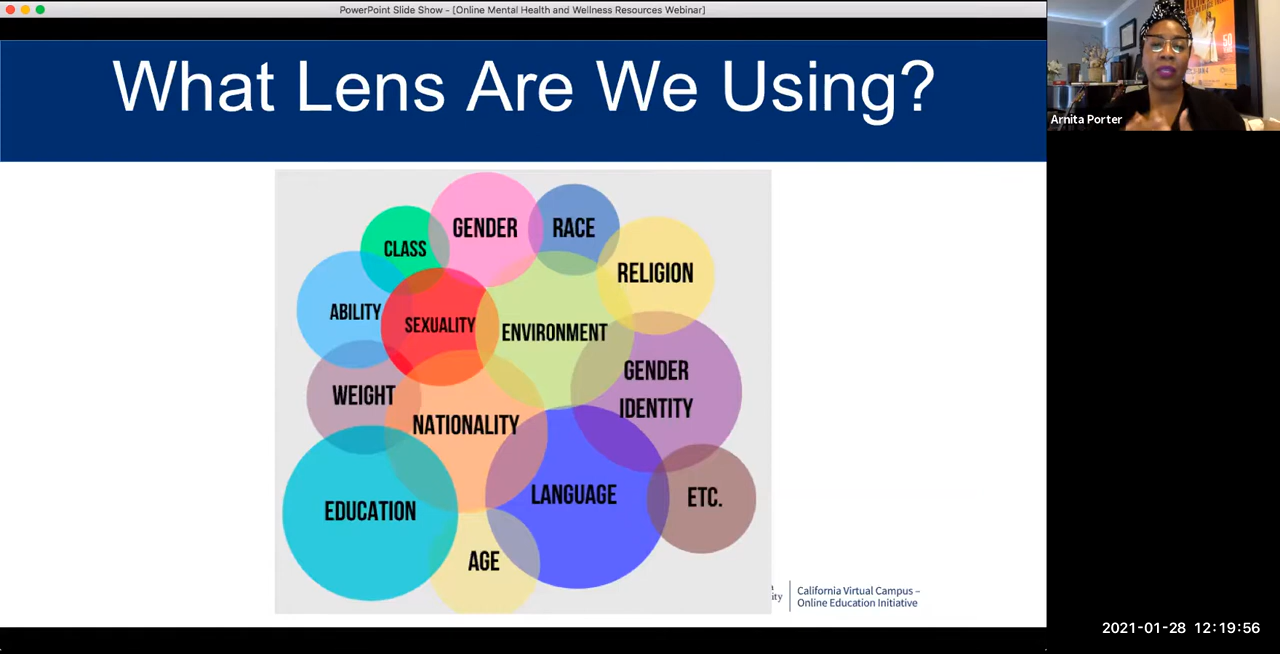 PowerPoint Slide Show - [Online Mental Health and Wellness Resources Webinar]
What Lens Are We Using?
Arnita Porter
GENDER
RACE
CLASS
RELIGION
ABILITY
SEXUALITY
ENVIRONMENT
GENDER
IDENTITY
WEIGHT
NATIONALITY
EDUCATION
LANGUAGE
ETC.
AGE
California Virtual Campus –
Online Education Initiative
2021-01-28 12:19:56